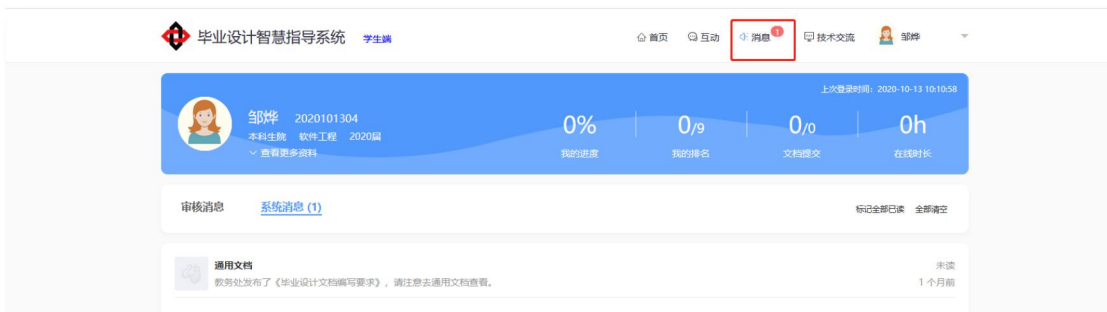 毕业设计智慧指导系统 学生端 首页 互动 消息 1 技术交流 邹烨
上次登录时间：2020-10-13 10:10:58
邹烨 2020101304
本科生院 软件工程 2020届
查看更多资料
0% 0/9 0/0 0h
我的进度 我的排名 文档提交 在线时长
审核消息 系统消息 (1) 标记全部已读 全部清空
通用文档 未读
教务处发布了《毕业设计文档编写要求》，请注意去通用文档查看。 1 个月前